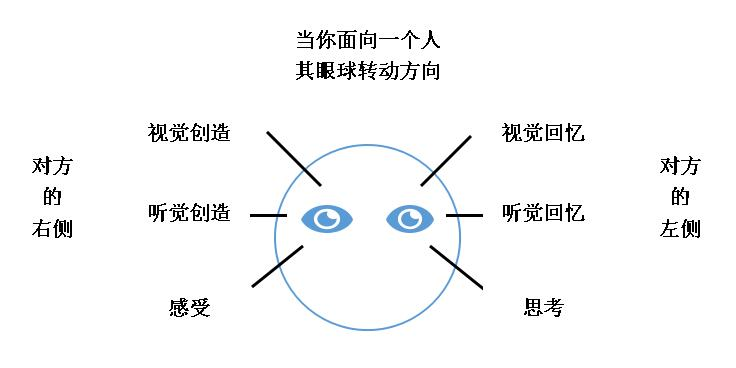 当你面向一个人
其眼球转动方向
视觉创造
视觉回忆
对方
的
右侧
听觉创造
听觉回忆
对方
的
左侧
感受
思考